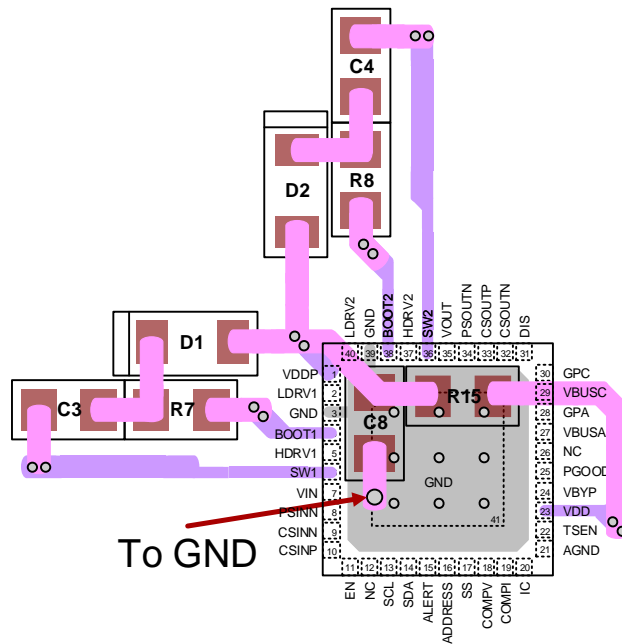 C4
D2
R8
LDRV2
GND
BOOT2
HDRV2
SW2
VOUT
PSOUTN
CSOUTP
CSOUTN
DIS
40 39 38 37 36 35 34 33 32 31
D1
C3
R7
C8
R15
VDDP 1
LDRV1 2
GND 3
BOOT1
HDRV1 5
SW1
VIN 7
PSINN 8
CSINN 9
CSINP 10
30 GPC
29 VBUSC
28 GPA
27 VBUSA
26 NC
25 PGOOD
24 VBYP
23 VDD
22 TSEN
21 AGND
GND
41
To GND
11 12 13 14 15 16 17 18 19 20
EN
NC
SCL
SDA
ALERT
ADDRESS
SS
COMPV
COMPI
IC